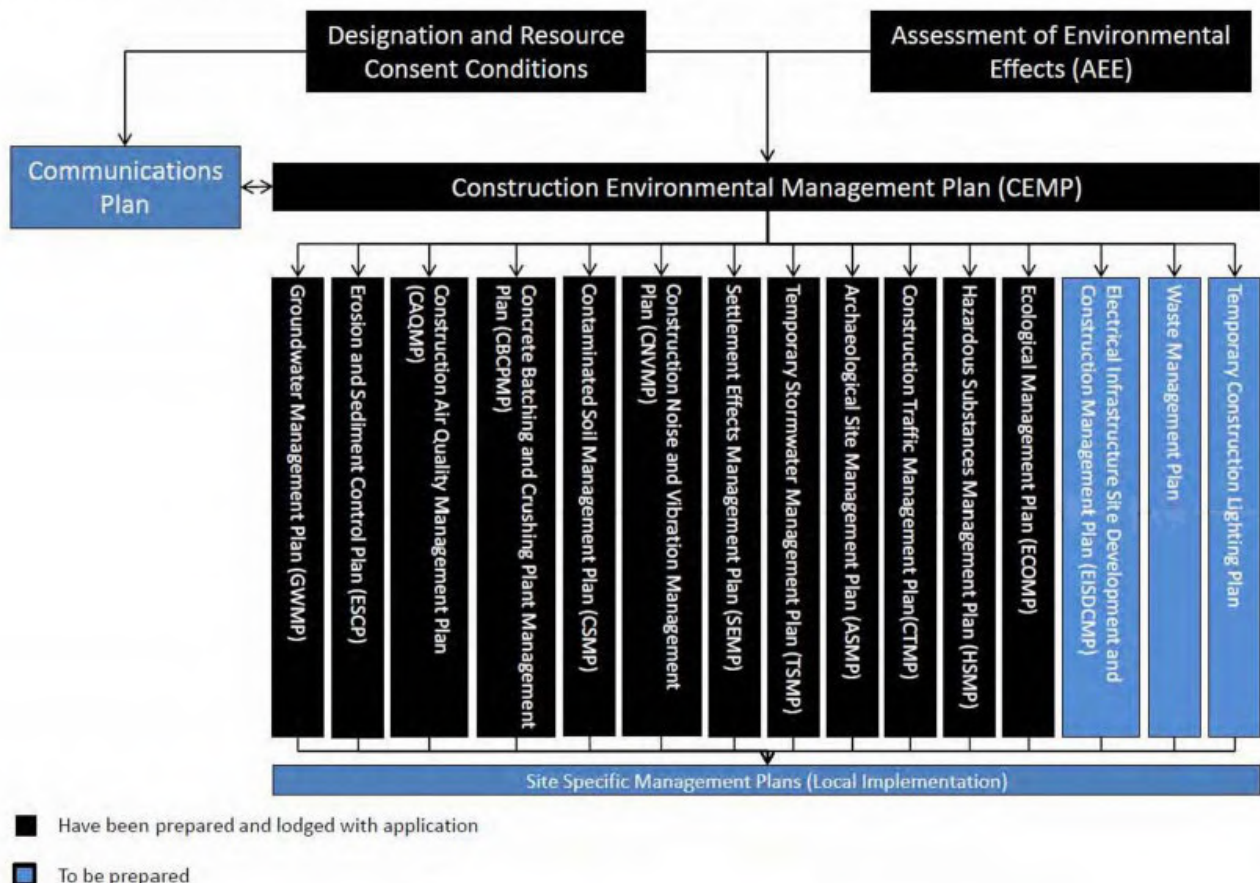 Designation and Resource
Consent Conditions
Assessment of Environmental
Effects (AEE)
Communications
Plan
Construction Environmental Management Plan (CEMP)
Groundwater Management Plan (GWMP)
Erosion and Sediment Control Plan (ESCP)
Construction Air Quality Management Plan
(CAQMP)
Concrete Batching and Crushing Plant Management
Plan (CBCPMP)
Contaminated Soil Management Plan (CSMP)
Construction Noise and Vibration Management
Plan (CNVMP)
Settlement Effects Management Plan (SEMP)
Temporary Stormwater Management Plan (TSMP)
Archaeological Site Management Plan (ASMP)
Construction Traffic Management Plan(CTMP)
Hazardous Substances Management Plan (HSMP)
Ecological Management Plan (ECOMP)
Electrical Infrastructure Site Development and
Construction Management Plan (EISDCMP)
Waste Management Plan
Temporary Construction Lighting Plan
Site Specific Management Plans (Local Implementation)
Have been prepared and lodged with application
To be prepared